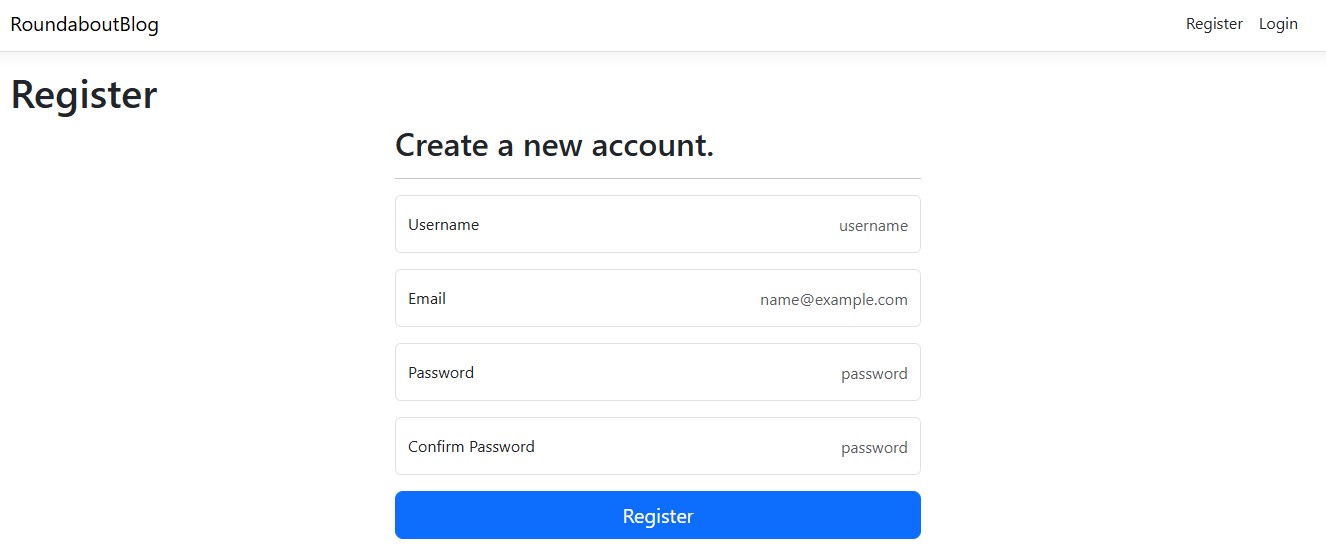 RoundaboutBlog Register Login
Register
Create a new account.
Username username
Email name@example.com
Password password
Confirm Password password
Register